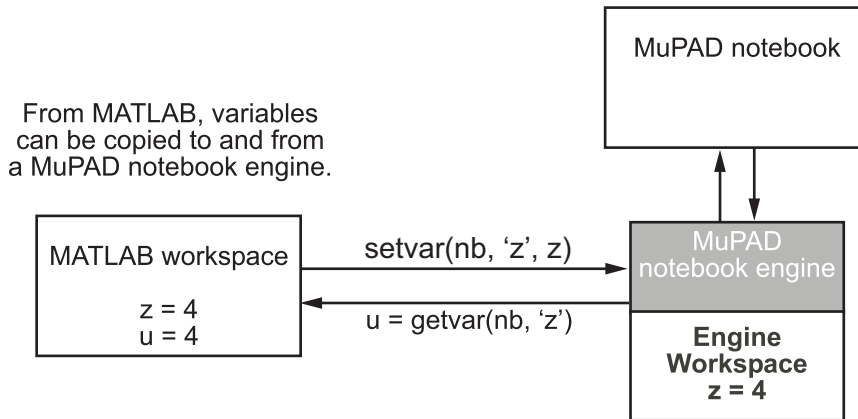 MuPAD notebook
From MATLAB, variables
can be copied to and from
a MuPAD notebook engine.
MATLAB workspace
z = 4
u = 4
setvar(nb, ‘z’, z)
u = getvar(nb, ‘z’)
MuPAD
notebook engine
Engine
Workspace
z = 4